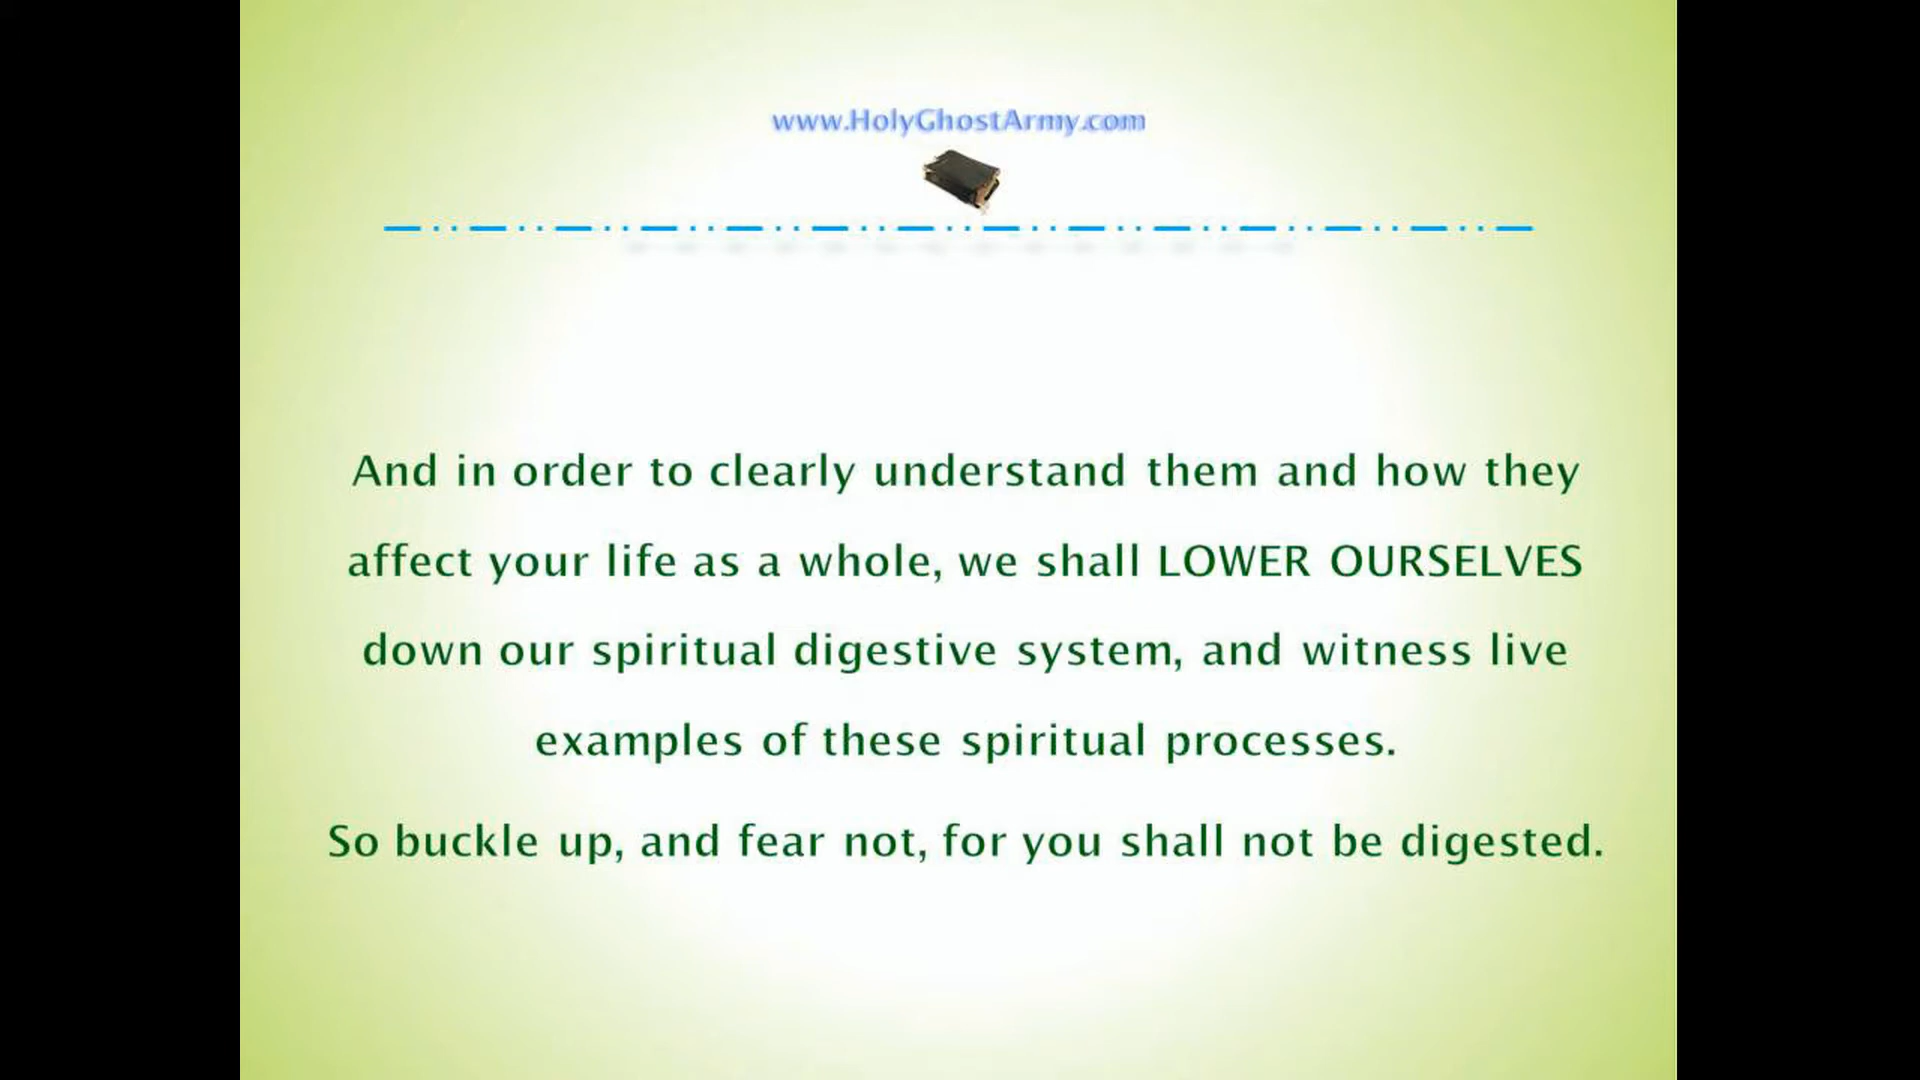 www.HolyGhostArmy.com
And in order to clearly understand them and how they
affect your life as a whole, we shall LOWER OURSELVES
down our spiritual digestive system, and witness live
examples of these spiritual processes.
So buckle up, and fear not, for you shall not be digested.